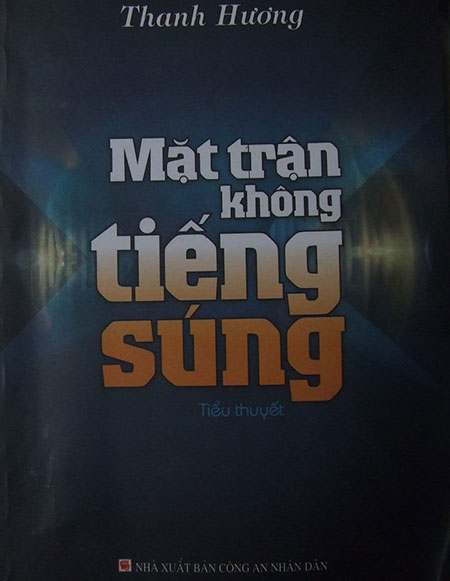 Thanh Hương
Mặt trận
không
tiếng
súng
Tiểu thuyết
NHÀ XUẤT BẢN CÔNG AN NHÂN DÂN